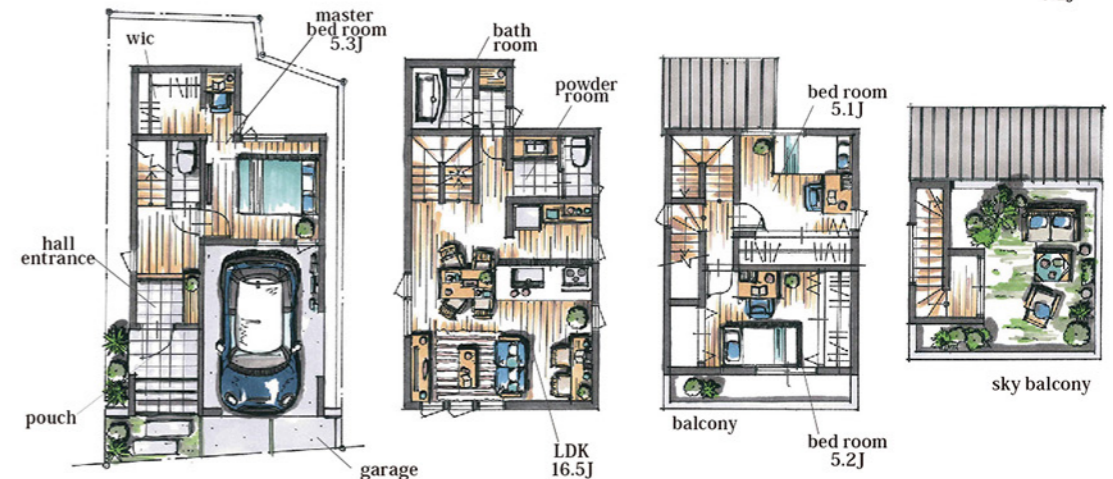 wic
master
bed room
5.3J
hall
entrance
pouch
garage
bath
room
powder
room
LDK
16.5J
bed room
5.1J
balcony
bed room
5.2J
sky balcony